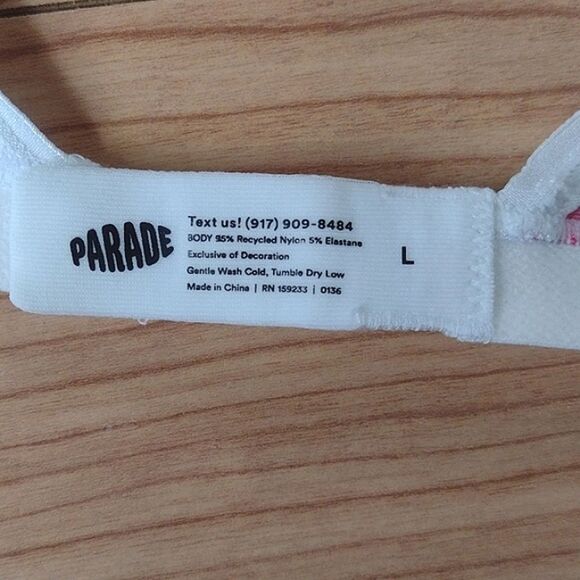 PARADE
Text us! (917) 909-8484
BODY 95% Recycled Nylon 5% Elastane
Exclusive of Decoration
Gentle Wash Cold, Tumble Dry Low
Made in China | RN 159233 | 0136
L